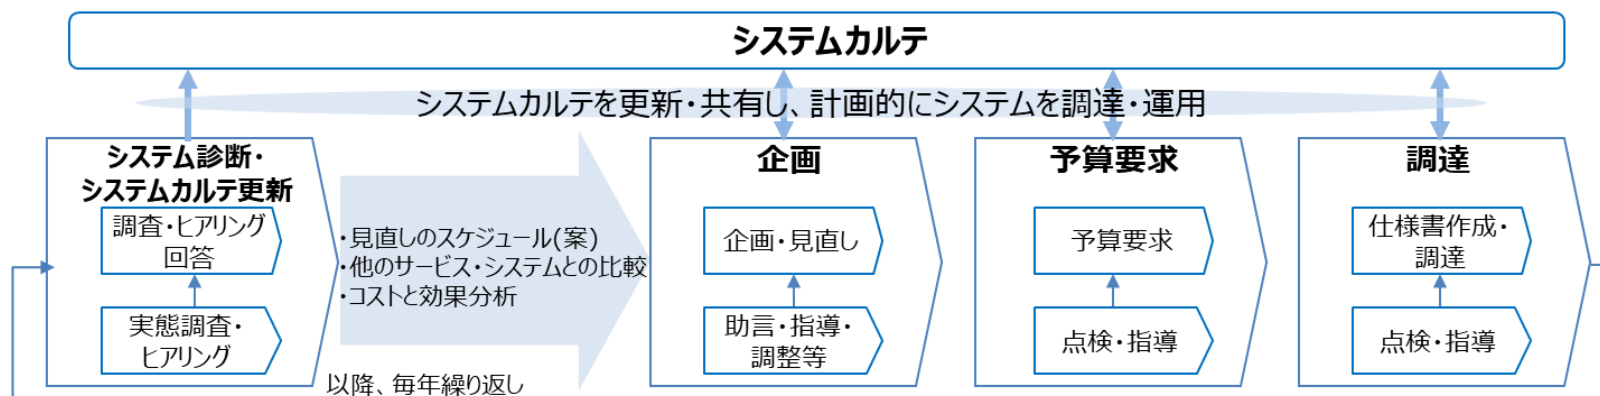 システムカルテ
システムカルテを更新・共有し、計画的にシステムを調達・運用
システム診断・
システムカルテ更新
調査・ヒアリング
回答
実態調査・
ヒアリング
・見直しのスケジュール(案)
・他のサービス・システムとの比較
・コストと効果分析
以降、毎年繰り返し
企画
企画・見直し
助言・指導・
調整等
予算要求
予算要求
点検・指導
調達
仕様書作成・
調達
点検・指導